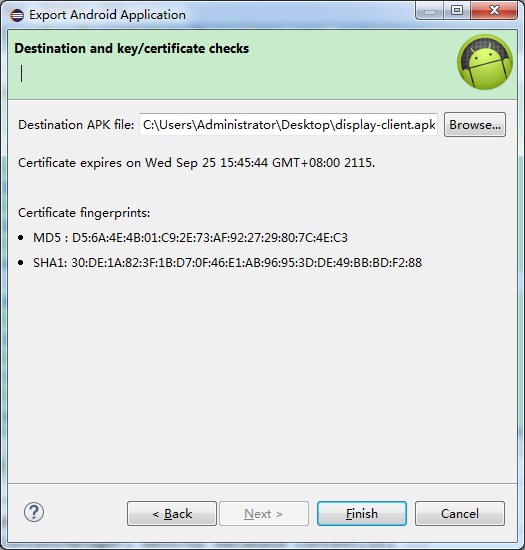 Export Android Application
Destination and key/certificate checks
Destination APK file: C:\Users\Administrator\Desktop\display-client.apk Browse...
Certificate expires on Wed Sep 25 15:45:44 GMT+08:00 2115.
Certificate fingerprints:
• MD5 : D5:6A:4E:4B:01:C9:2E:73:AF:92:27:29:80:7C:4E:C3
• SHA1: 30:DE:1A:82:3F:1B:D7:0F:46:E1:AB:96:95:3D:DE:49:BB:BD:F2:88
? < Back Next > Finish Cancel